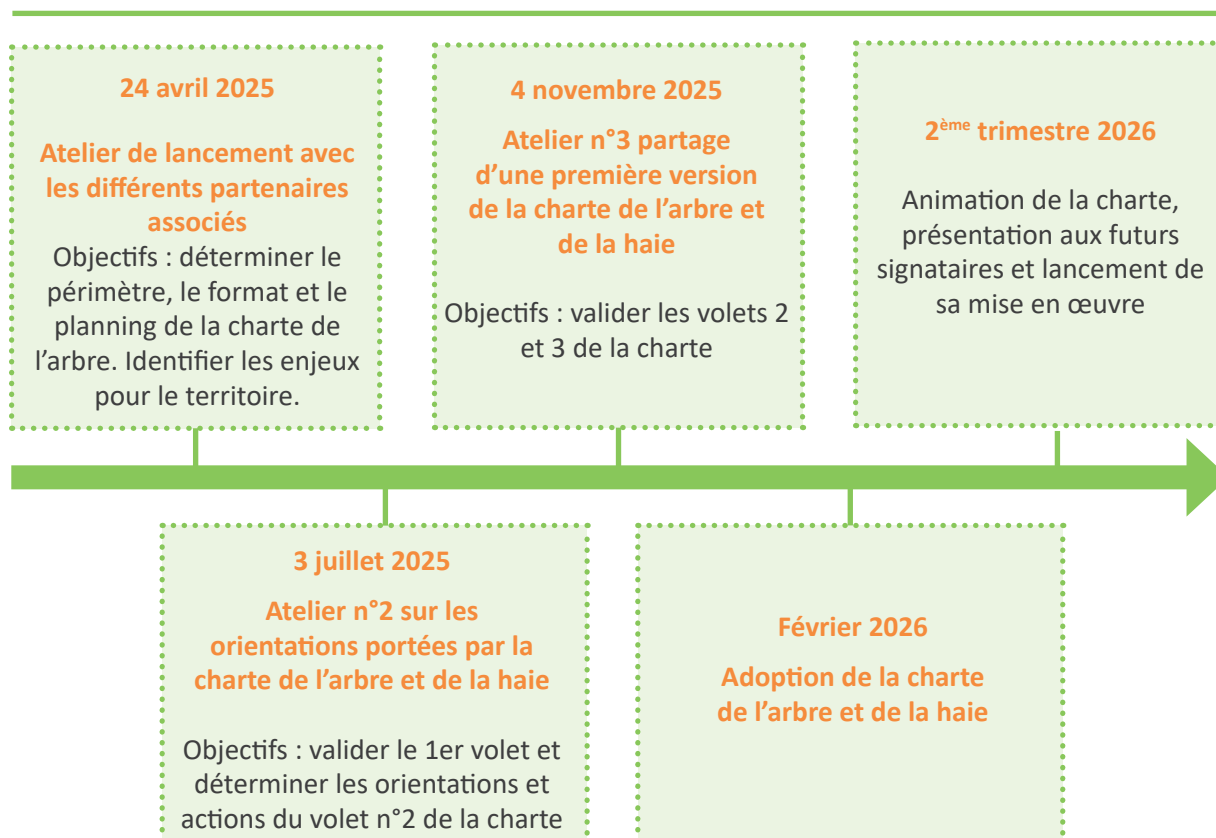 24 avril 2025
Atelier de lancement avec
les différents partenaires
associés
Objectifs : déterminer le
périmètre, le format et le
planning de la charte de
l’arbre. Identifier les enjeux
pour le territoire.
3 juillet 2025
Atelier n°2 sur les
orientations portées par la
charte de l’arbre et de la haie
Objectifs : valider le 1er volet et
déterminer les orientations et
actions du volet n°2 de la charte
4 novembre 2025
Atelier n°3 partage
d’une première version
de la charte de l’arbre et
de la haie
Objectifs : valider les volets 2
et 3 de la charte
Février 2026
Adoption de la charte
de l’arbre et de la haie
2ème trimestre 2026
Animation de la charte,
présentation aux futurs
signataires et lancement de
sa mise en œuvre